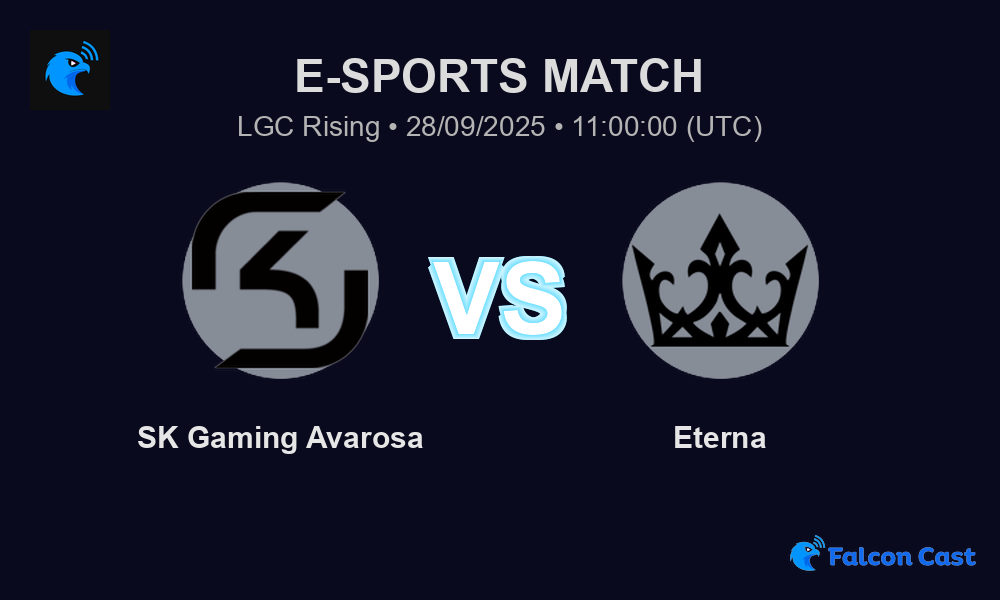 E-SPORTS MATCH
LGC Rising • 28/09/2025 • 11:00:00 (UTC)
VS
SK Gaming Avarosa
Eterna
Falcon Cast